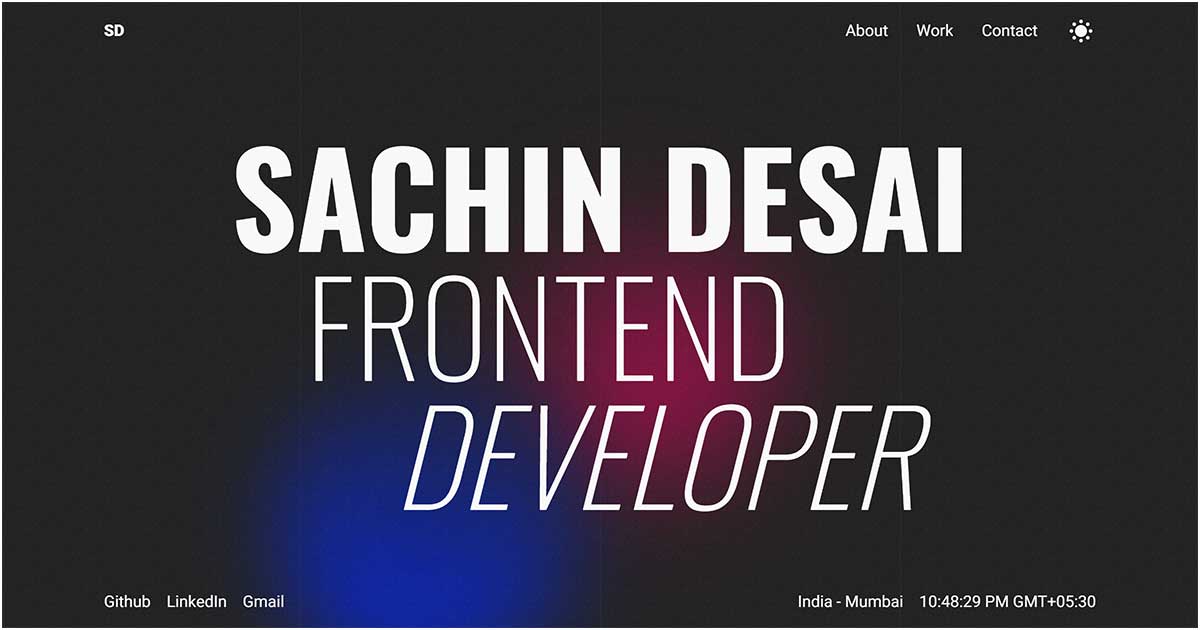 SD About Work Contact
SACHIN DESAI
FRONTEND
DEVELOPER
Github LinkedIn Gmail India - Mumbai 10:48:29 PM GMT+05:30